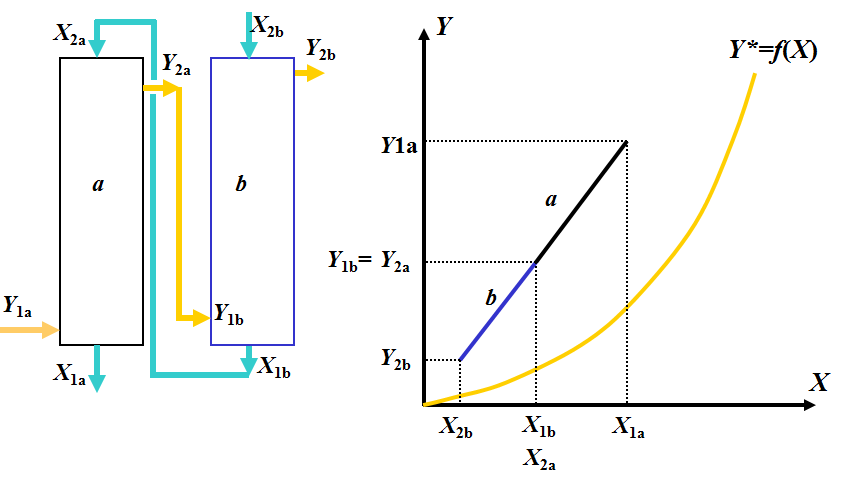 X2a
X2b
Y2a
Y2b
a
b
Y1a
Y1b
X1a
X1b
Y
Y*=f(X)
Y1a
a
Y1b= Y2a
b
Y2b
X
X2b
X1b
X1a
X2a